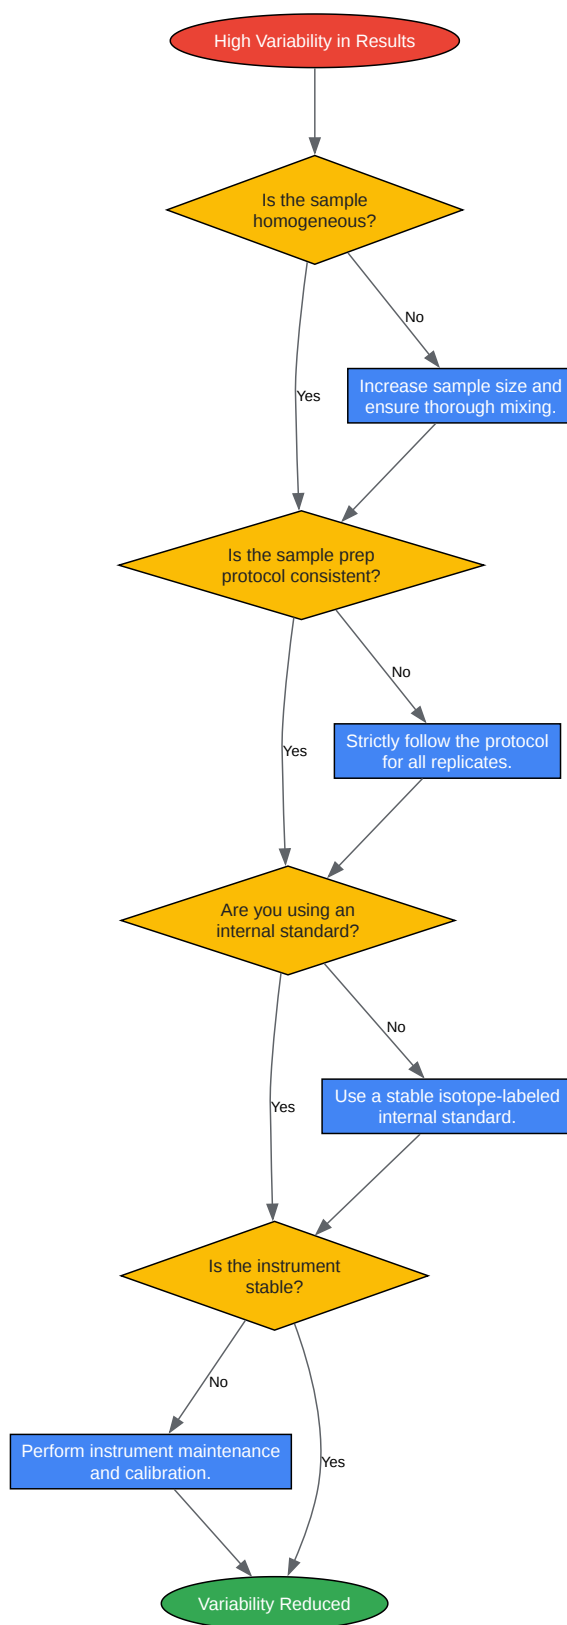 High Variability in Results
Is the sample
homogeneous?
No
Yes
Increase sample size and
ensure thorough mixing.
Is the sample prep
protocol consistent?
No
Yes
Strictly follow the protocol
for all replicates.
Are you using an
internal standard?
No
Yes
Use a stable isotope-labeled
internal standard.
Is the instrument
stable?
No
Yes
Perform instrument maintenance
and calibration.
Variability Reduced